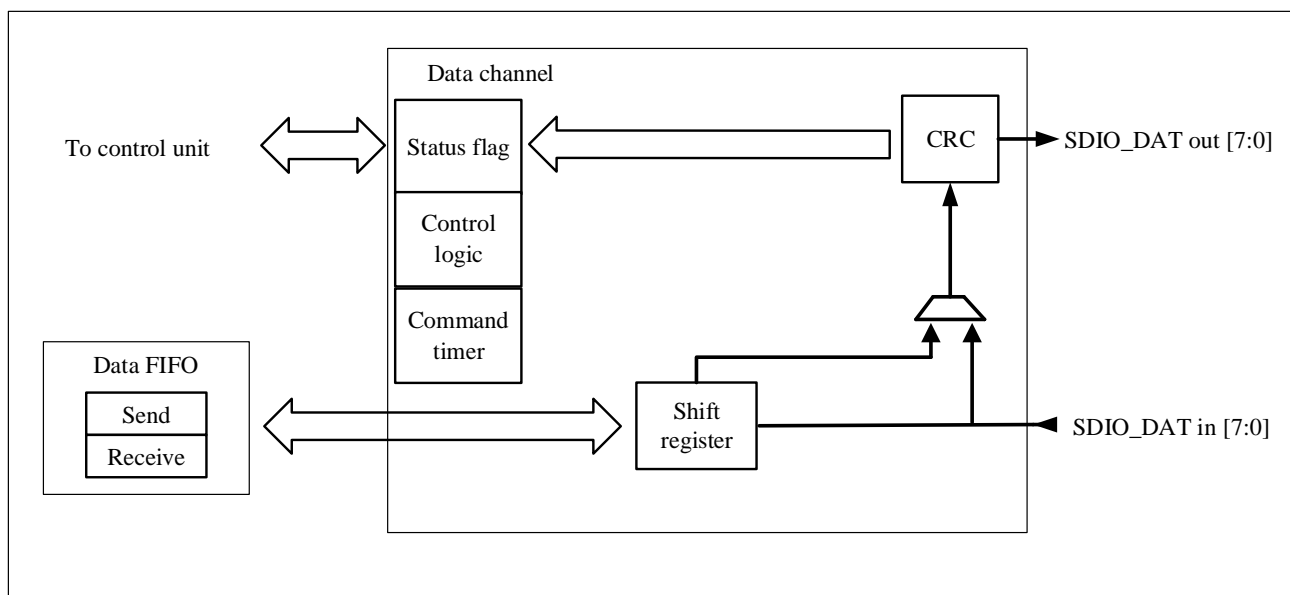 Data channel
To control unit
Status flag
CRC
SDIO_DAT out [7:0]
Control
logic
Command
timer
Data FIFO
Send
Receive
Shift
register
SDIO_DAT in [7:0]